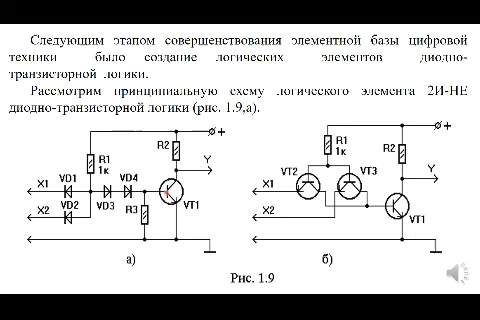 Следующим этапом совершенствования элементной базы цифровой
техники было создание логических элементов диодно-
транзисторной логики.
Рассмотрим принципиальную схему логического элемента 2И-НЕ
диодно-транзисторной логики (рис. 1.9,а).
+ +
R1 1к R2 Y R1 1к R2 Y
X1 VD1 VD4 VT2 VT3 X1
X2 VD2 VD3 R3 VT1 X2 VT1
а) б)
Рис. 1.9